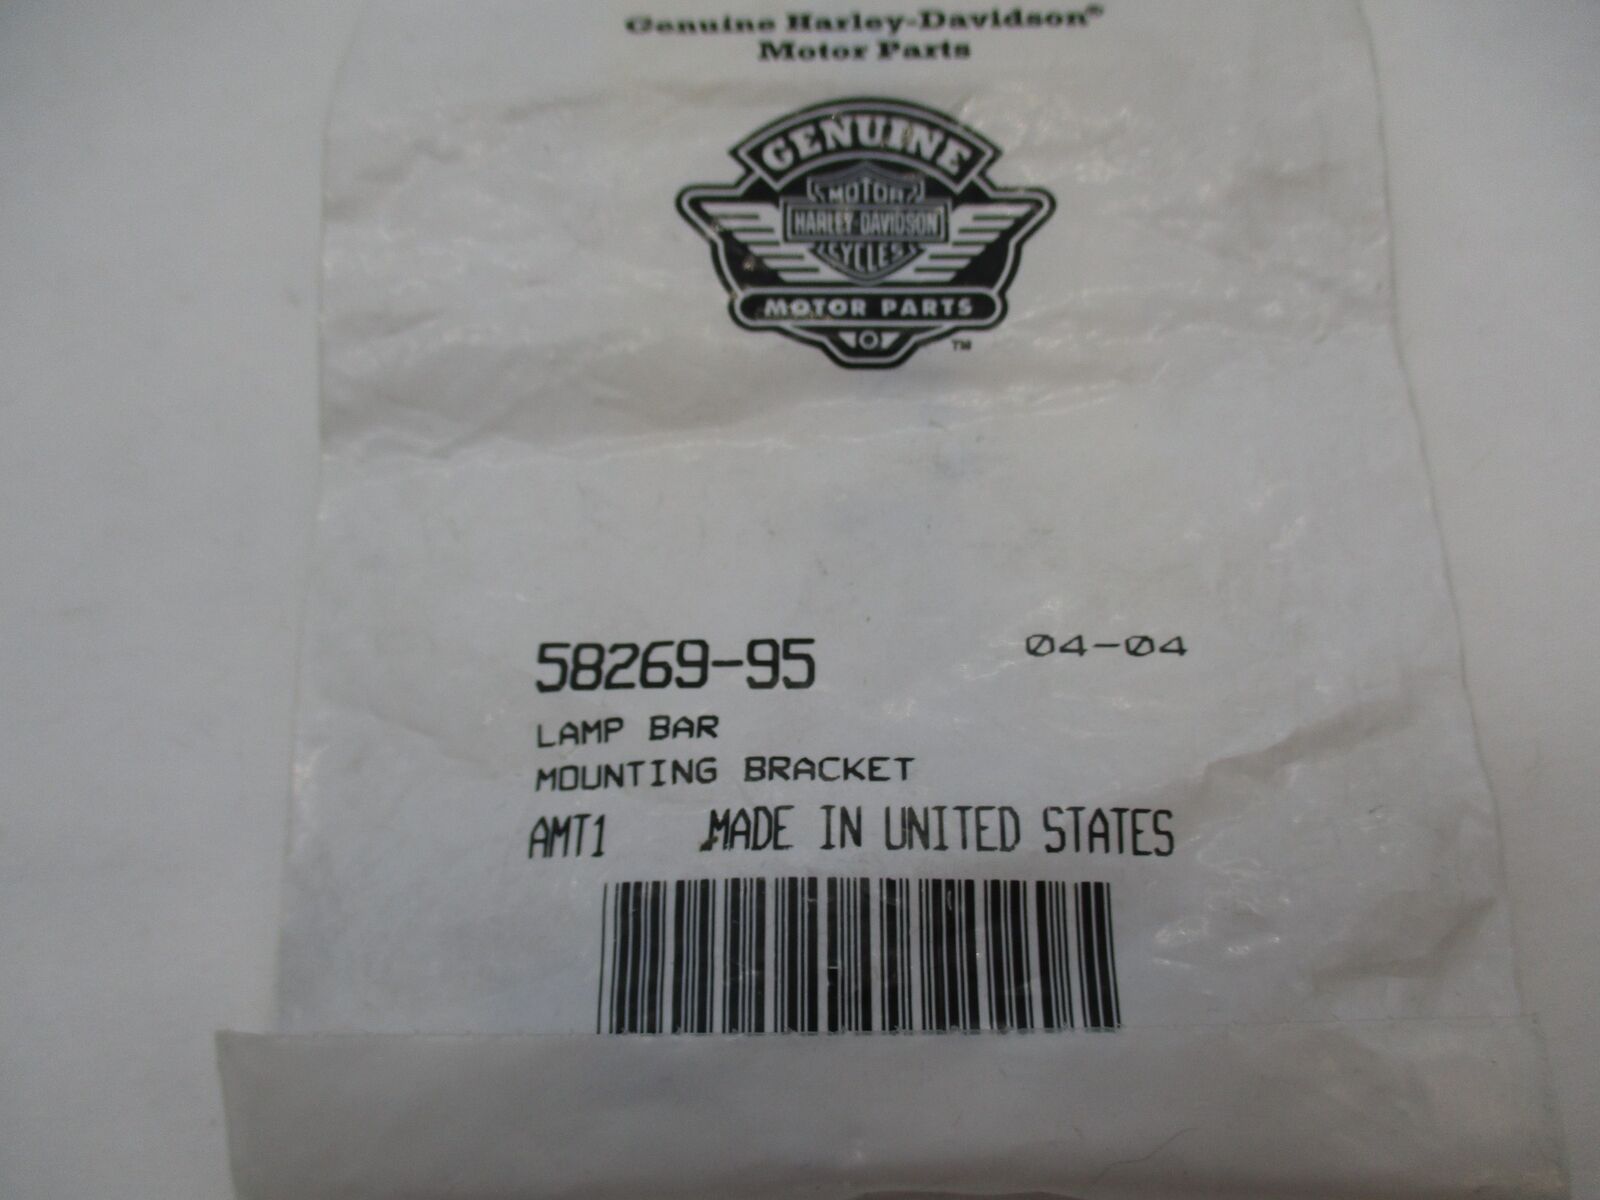 Genuine Harley-Davidson®
Motor Parts
GENUINE
MOTOR
HARLEY-DAVIDSON
CYCLES
MOTOR PARTS
TM
58269-95 04-04
LAMP BAR
MOUNTING BRACKET
AMT1 MADE IN UNITED STATES